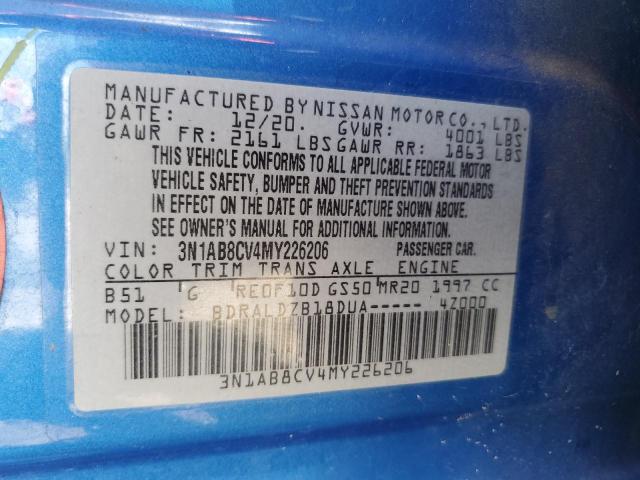 MANUFACTURED BY NISSAN MOTOR CO., LTD.
DATE: 12/20. GVWR: 4001 LBS
GAWR FR: 2161 LBS GAWR RR: 1863 LBS
THIS VEHICLE CONFORMS TO ALL APPLICABLE FEDERAL MOTOR
VEHICLE SAFETY, BUMPER AND THEFT PREVENTION STANDARDS
IN EFFECT ON THE DATE OF MANUFACTURE SHOWN ABOVE.
SEE OWNER'S MANUAL FOR ADDITIONAL INFORMATION.
VIN: 3N1AB8CV4MY226206 PASSENGER CAR.
COLOR TRIM TRANS AXLE ENGINE
B51 G RE0F10D GS50 MR20 1997 CC
MODEL: BDRALDZB18DUA----- 4Z000
3N1AB8CV4MY226206